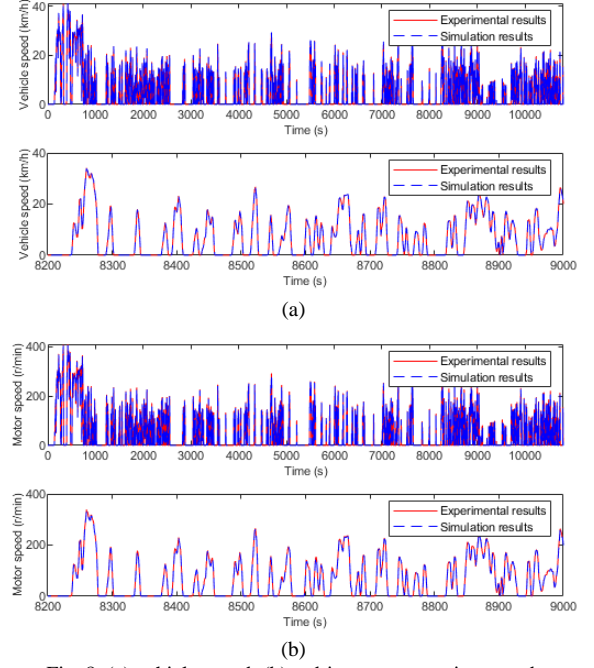 40
20
0
Vehicle speed (km/h)
Experimental results
Simulation results
0 1000 2000 3000 4000 5000 6000 7000 8000 9000 10000
Time (s)
40
20
0
Vehicle speed (km/h)
Experimental results
Simulation results
8200 8300 8400 8500 8600 8700 8800 8900 9000
Time (s)
(a)
400
200
0
Motor speed (r/min)
Experimental results
Simulation results
0 1000 2000 3000 4000 5000 6000 7000 8000 9000 10000
Time (s)
400
200
0
Motor speed (r/min)
Experimental results
Simulation results
8200 8300 8400 8500 8600 8700 8800 8900 9000
Time (s)
(b)